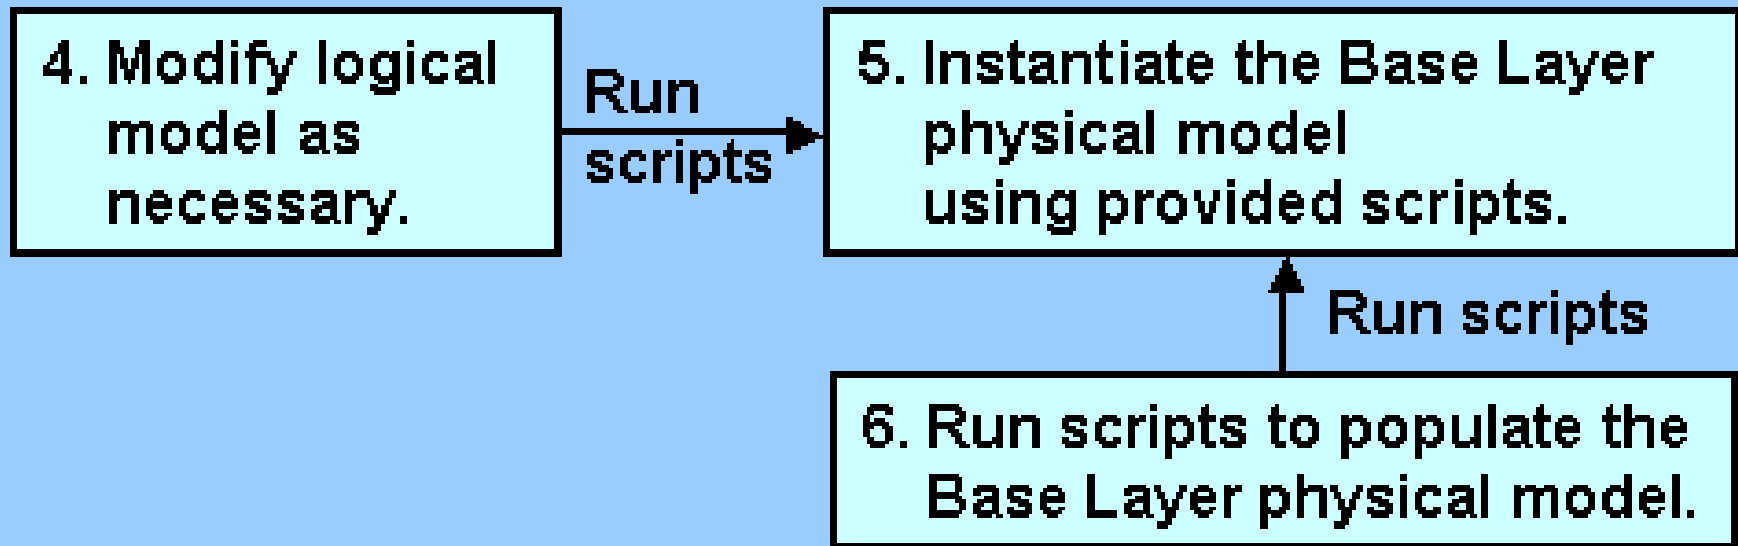 4. Modify logical
model as
necessary.
Run
scripts
5. Instantiate the Base Layer
physical model
using provided scripts.
Run scripts
6. Run scripts to populate the
Base Layer physical model.